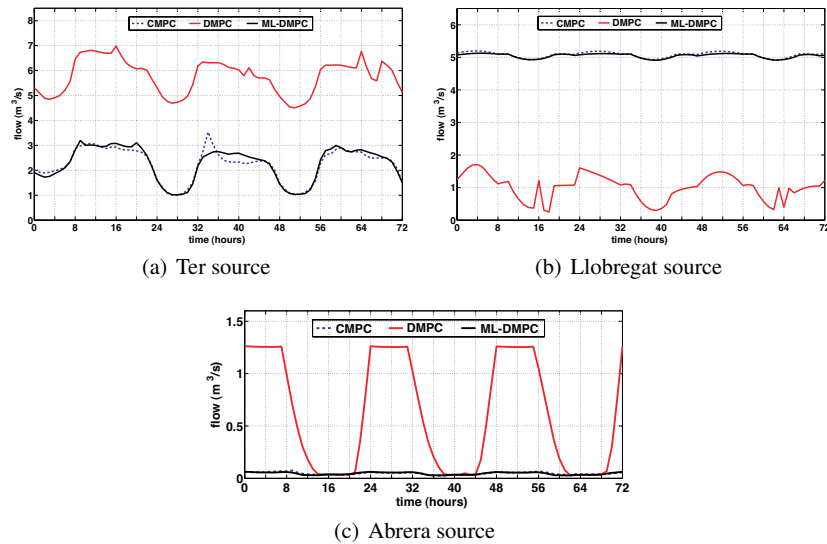 CMPC DMPC ML-DMPC
8
7
6
5
4
3
2
1
0
flow (m³/s)
0 8 16 24 32 40 48 56 64 72
time (hours)
(a) Ter source
CMPC DMPC ML-DMPC
6
5
4
3
2
1
0
flow (m³/s)
0 8 16 24 32 40 48 56 64 72
time (hours)
(b) Llobregat source
CMPC DMPC ML-DMPC
1.5
1
0.5
0
flow (m³/s)
0 8 16 24 32 40 48 56 64 72
time (hours)
(c) Abrera source